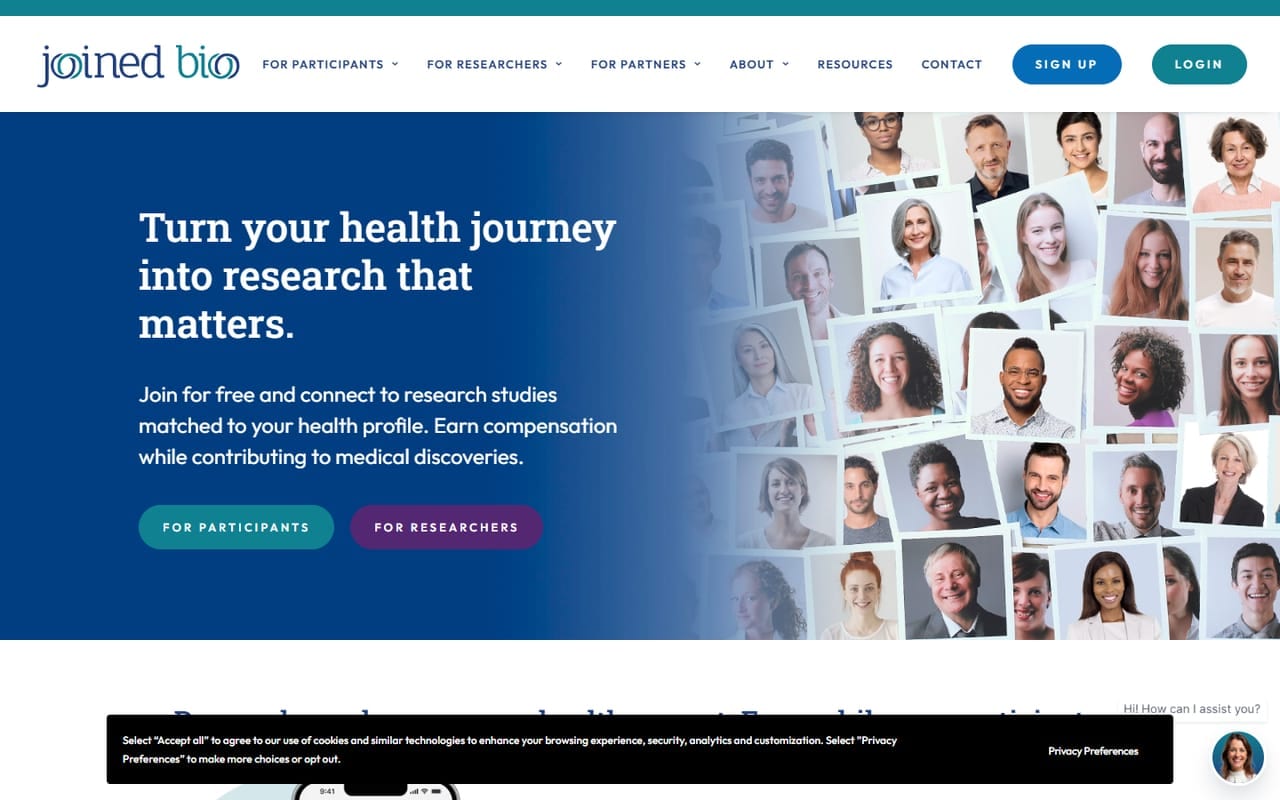 joined bio
FOR PARTICIPANTS
FOR RESEARCHERS
FOR PARTNERS
ABOUT
RESOURCES
CONTACT
SIGN UP
LOGIN
Turn your health journey
into research that
matters.
Join for free and connect to research studies
matched to your health profile. Earn compensation
while contributing to medical discoveries.
FOR PARTICIPANTS
FOR RESEARCHERS
Hi! How can I assist you?
Select “Accept all” to agree to our use of cookies and similar technologies to enhance your browsing experience, security, analytics and customization. Select "Privacy
Preferences" to make more choices or opt out.
Privacy Preferences
9:41